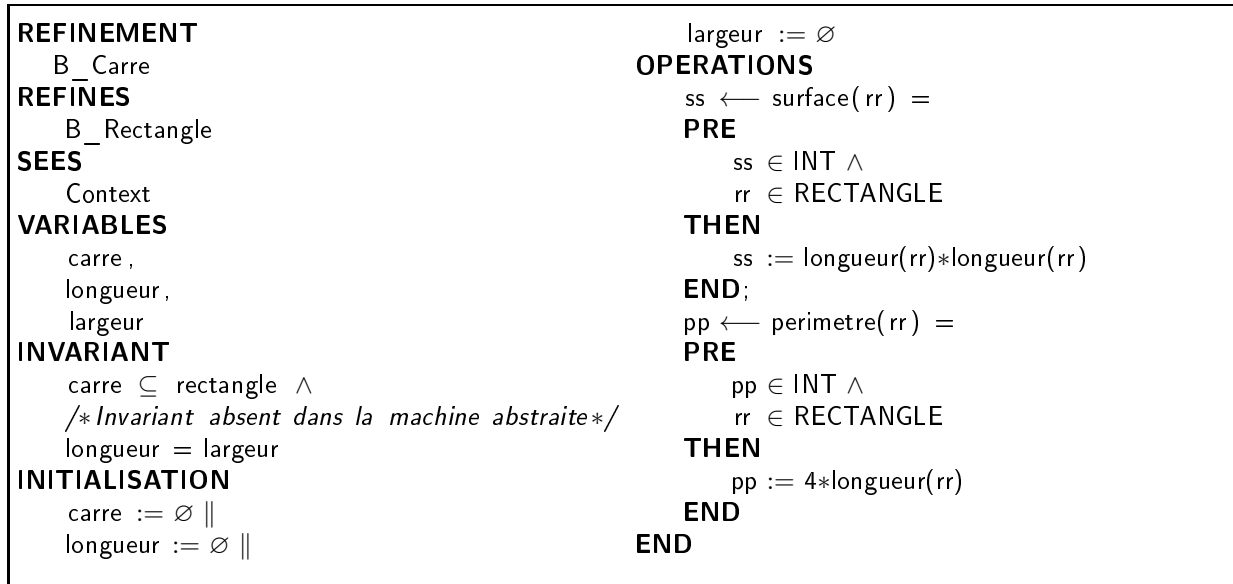 REFINEMENT
B_Carre
REFINES
B_Rectangle
SEES
Context
VARIABLES
carre ,
longueur ,
largeur
INVARIANT
carre ⊆ rectangle ∧
/∗Invariant absent dans la machine abstraite∗/
longueur = largeur
INITIALISATION
carre := ∅ ∥
longueur := ∅ ∥
largeur := ∅
OPERATIONS
ss ⟵ surface( rr ) =
PRE
ss ∈ INT ∧
rr ∈ RECTANGLE
THEN
ss := longueur(rr)∗longueur(rr)
END;
pp ⟵ perimetre( rr ) =
PRE
pp ∈ INT ∧
rr ∈ RECTANGLE
THEN
pp := 4∗longueur(rr)
END
END